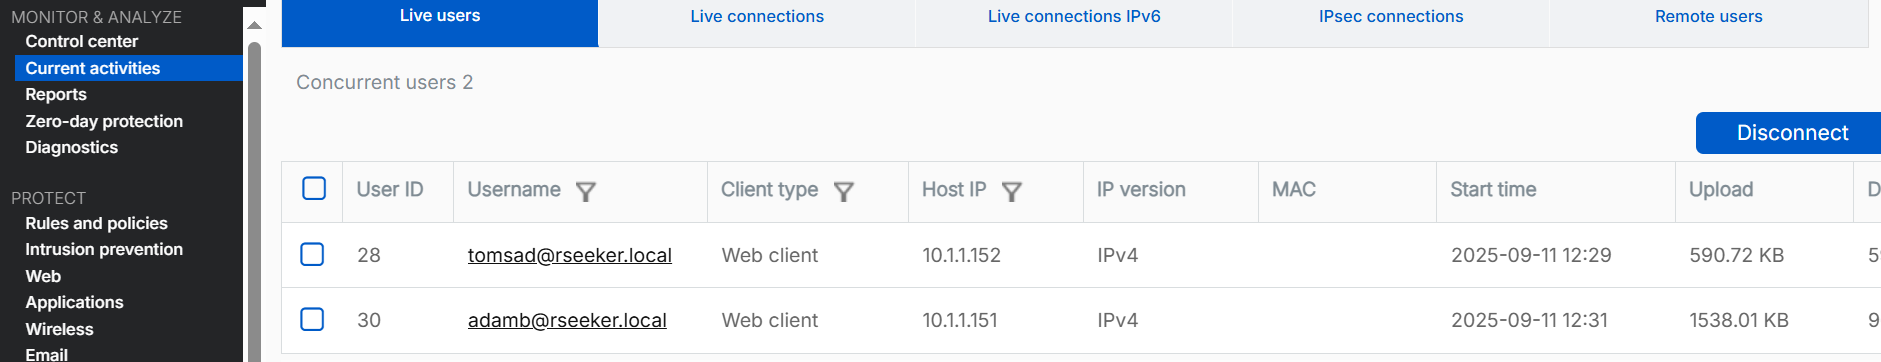 MONITOR & ANALYZE
Control center
Current activities
Reports
Zero-day protection
Diagnostics
PROTECT
Rules and policies
Intrusion prevention
Web
Applications
Wireless
Email
Live users Live connections Live connections IPv6 IPsec connections Remote users
Concurrent users 2
Disconnect
User ID Username Client type Host IP IP version MAC Start time Upload D
28 tomsad@rseeker.local Web client 10.1.1.152 IPv4 2025-09-11 12:29 590.72 KB
30 adamb@rseeker.local Web client 10.1.1.151 IPv4 2025-09-11 12:31 1538.01 KB 9